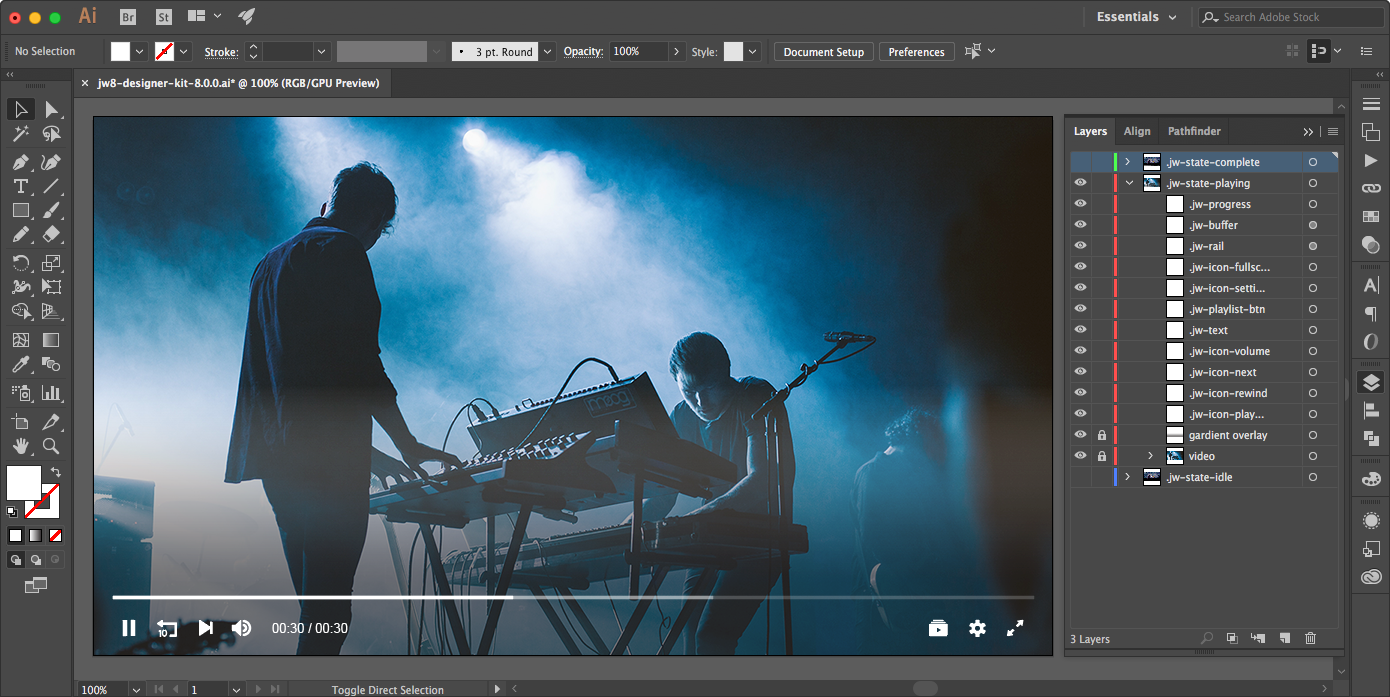 Ai
Br
St
Essentials
Search Adobe Stock
No Selection
Stroke:
3 pt. Round
Opacity:
100%
Style:
Document Setup
Preferences
× jw8-designer-kit-8.0.0.ai* @ 100% (RGB/GPU Preview)
Layers
Align
Pathfinder
.jw-state-complete
.jw-state-playing
.jw-progress
.jw-buffer
.jw-rail
.jw-icon-fullsc...
.jw-icon-setti...
.jw-playlist-btn
.jw-text
.jw-icon-volume
.jw-icon-next
.jw-icon-rewind
.jw-icon-play...
gardient overlay
video
.jw-state-idle
moog
10
00:30 / 00:30
3 Layers
100%
1
Toggle Direct Selection